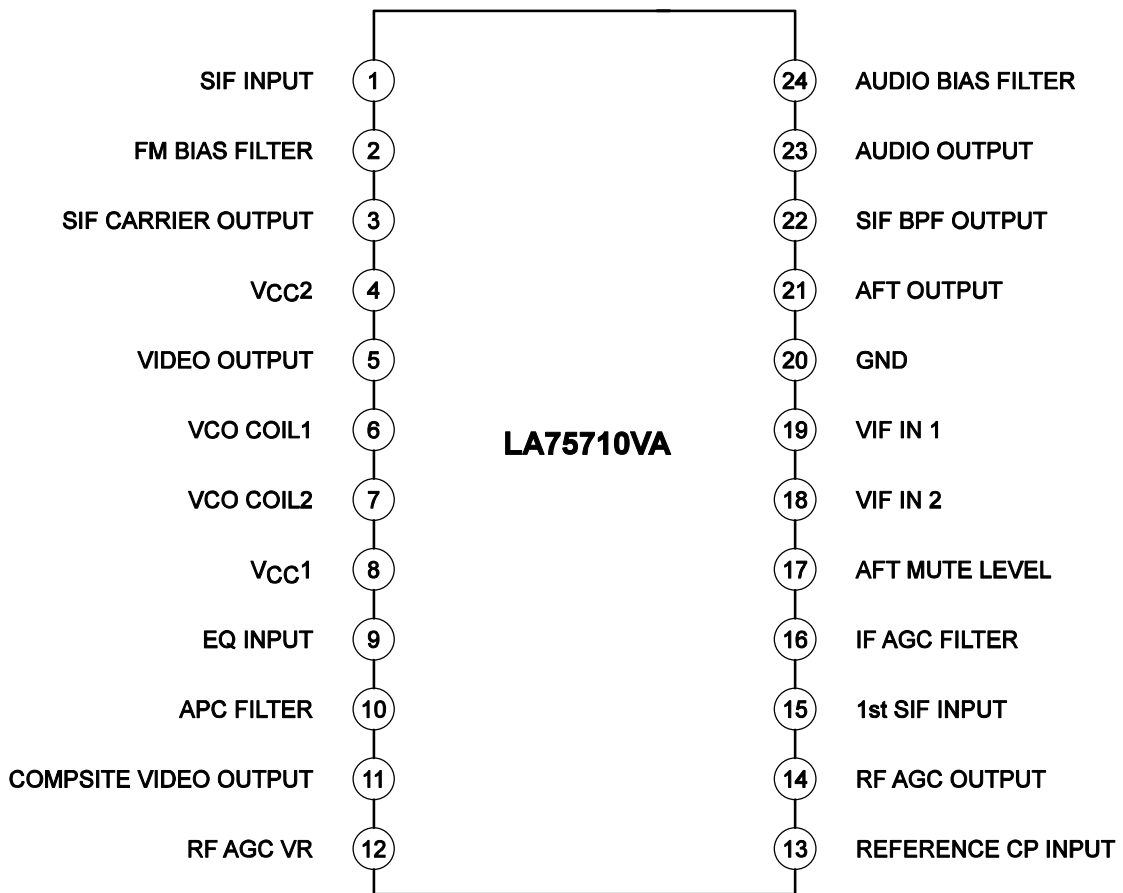 SIF INPUT 1 24 AUDIO BIAS FILTER
FM BIAS FILTER 2 23 AUDIO OUTPUT
SIF CARRIER OUTPUT 3 22 SIF BPF OUTPUT
VCC2 4 21 AFT OUTPUT
VIDEO OUTPUT 5 20 GND
VCO COIL1 6 19 VIF IN 1
LA75710VA
VCO COIL2 7 18 VIF IN 2
VCC1 8 17 AFT MUTE LEVEL
EQ INPUT 9 16 IF AGC FILTER
APC FILTER 10 15 1st SIF INPUT
COMPSITE VIDEO OUTPUT 11 14 RF AGC OUTPUT
RF AGC VR 12 13 REFERENCE CP INPUT